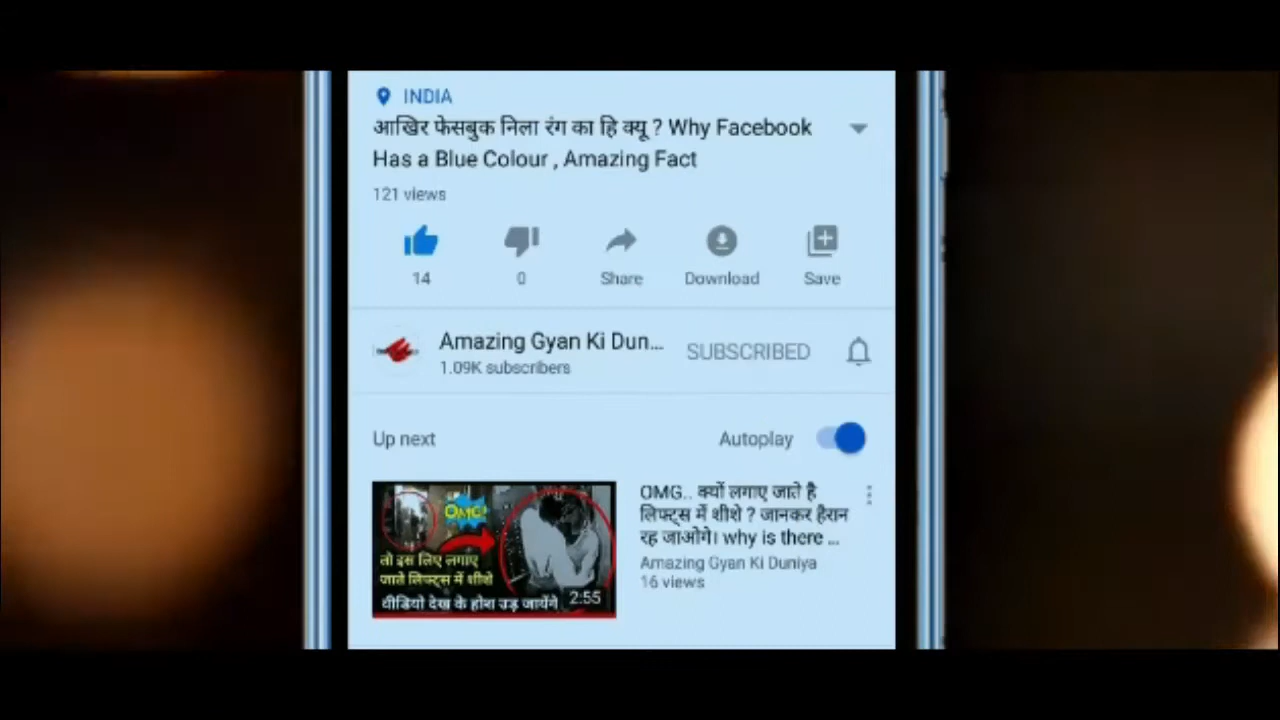 INDIA
आखिर फेसबुक निला रंग का हि क्यू ? Why Facebook
Has a Blue Colour , Amazing Fact
121 views
14
0
Share
Download
Save
Amazing Gyan Ki Dun...
SUBSCRIBED
1.09K subscribers
Up next
Autoplay
OMG!
तो इस लिए लगाए
जाते लिफ्ट्स में शीशे
वीडियो देख के होश उड़ जायेंगे
2:55
OMG.. क्यों लगाए जाते है
लिफ्ट्स में शीशे ? जानकर हैरान
रह जाओगे। why is there ...
Amazing Gyan Ki Duniya
16 views